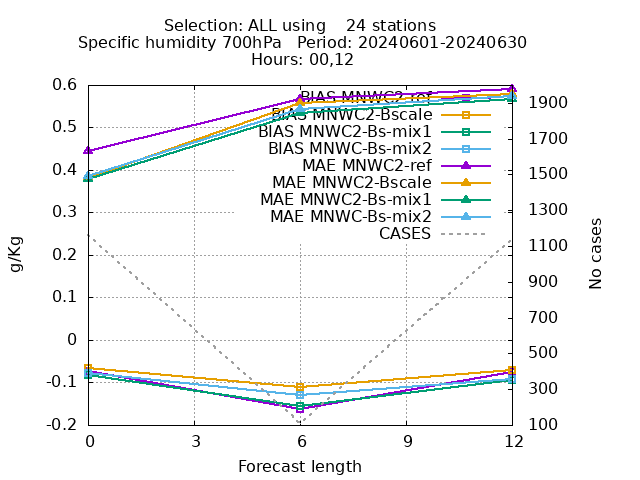 Selection: ALL using    24 stations
Specific humidity 700hPa   Period: 20240601-20240630
Hours: 00,12
BIAS MNWC2-ref
BIAS MNWC2-Bscale
BIAS MNWC2-Bs-mix1
BIAS MNWC-Bs-mix2
MAE MNWC2-ref
MAE MNWC2-Bscale
MAE MNWC2-Bs-mix1
MAE MNWC-Bs-mix2
CASES
0.6
0.5
0.4
0.3
0.2
0.1
0
-0.1
-0.2
g/Kg
1900
1700
1500
1300
1100
900
700
500
300
100
No cases
0 3 6 9 12
Forecast length